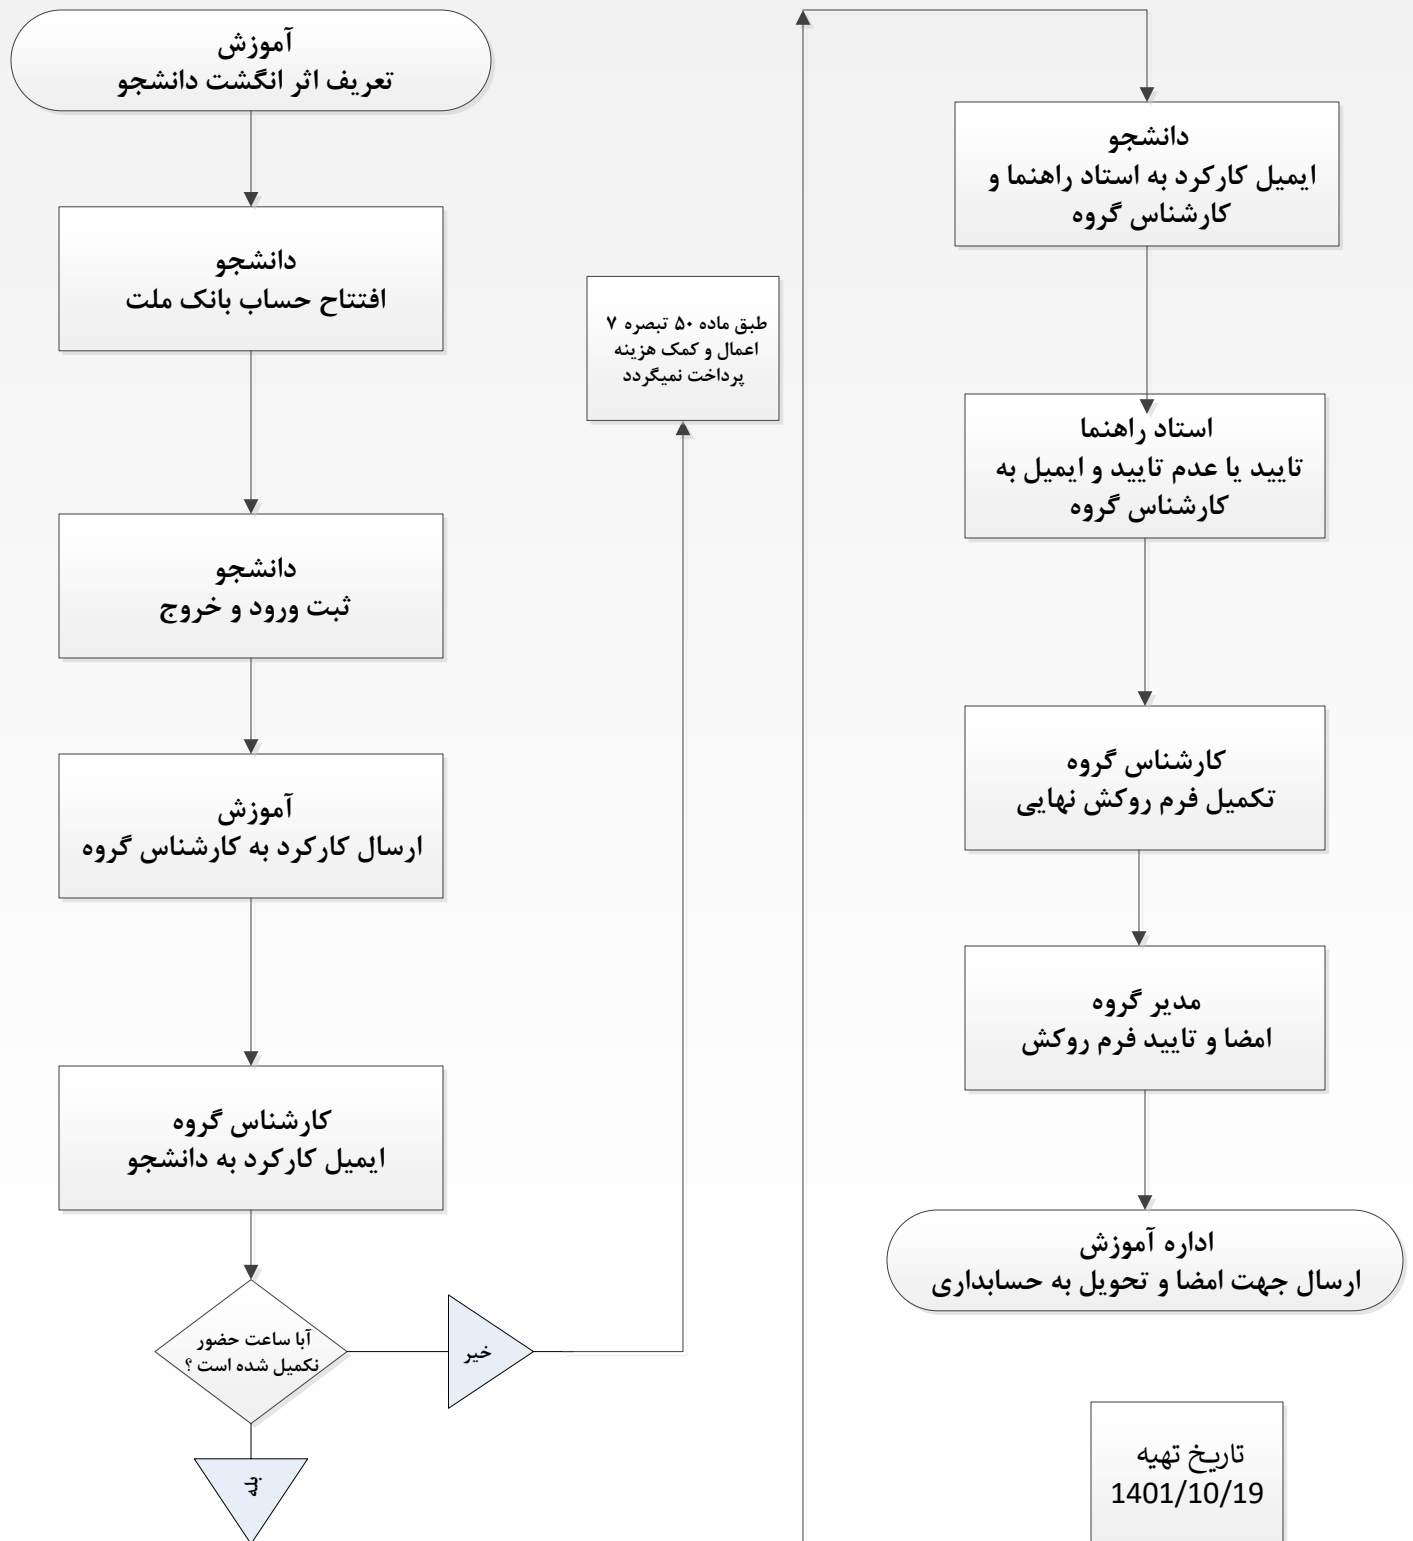 آموزش
تعریف اثر انگشت دانشجو
دانشجو
افتتاح حساب بانک ملت
دانشجو
ثبت ورود و خروج
آموزش
ارسال کارکرد به کارشناس گروه
کارشناس گروه
ایمیل کارکرد به دانشجو
آبا ساعت حضور
نکمیل شده است ؟
خیر
بله
طبق ماده ۵۰ تبصره ۷
اعمال و کمک هزینه
پرداخت نمیگردد
دانشجو
ایمیل کارکرد به استاد راهنما و
کارشناس گروه
استاد راهنما
تایید یا عدم تایید و ایمیل به
کارشناس گروه
کارشناس گروه
تکمیل فرم روکش نهایی
مدیر گروه
امضا و تایید فرم روکش
اداره آموزش
ارسال جهت امضا و تحویل به حسابداری
تاریخ تهیه
1401/10/19